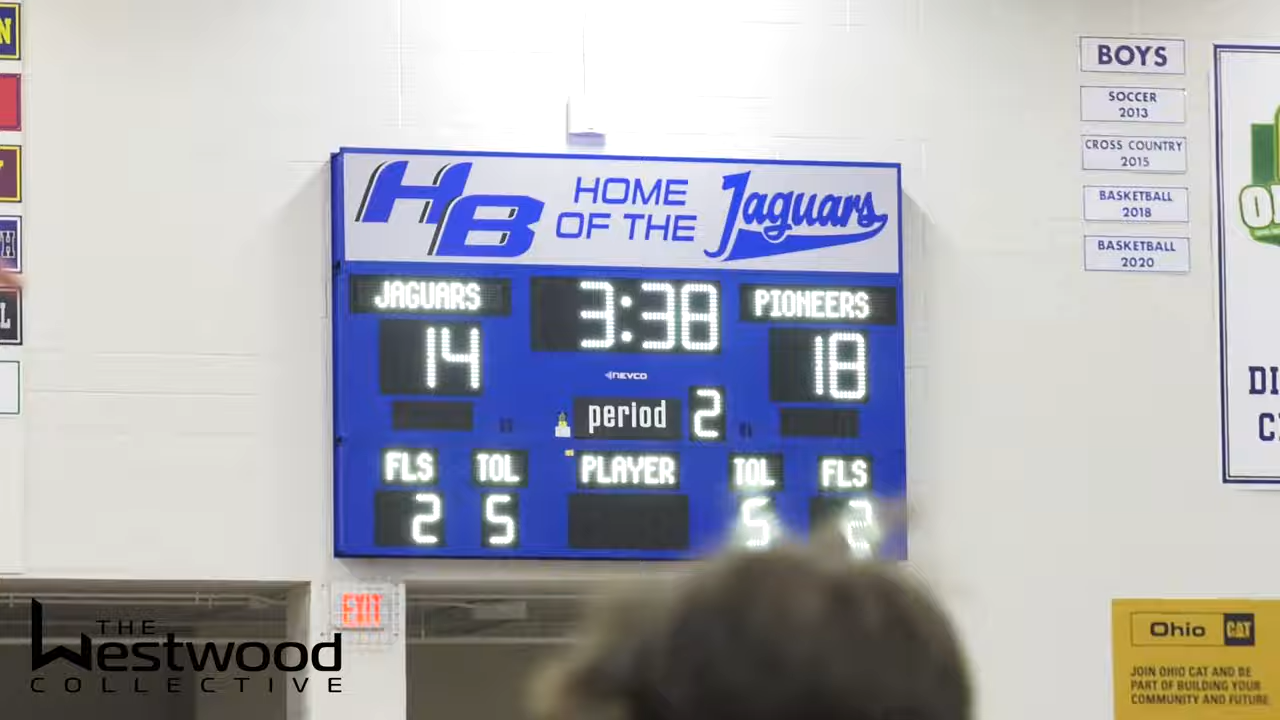 HB
HOME
OF THE
Jaguars
JAGUARS
3:38
PIONEERS
14
18
NEVCO
period
2
FLS
TOL
PLAYER
TOL
FLS
2
5
5
2
EXIT
BOYS
SOCCER
2013
CROSS COUNTRY
2015
BASKETBALL
2018
BASKETBALL
2020
Ohio CAT
JOIN OHIO CAT AND BE
PART OF BUILDING YOUR
COMMUNITY AND FUTURE
THE
Westwood
COLLECTIVE